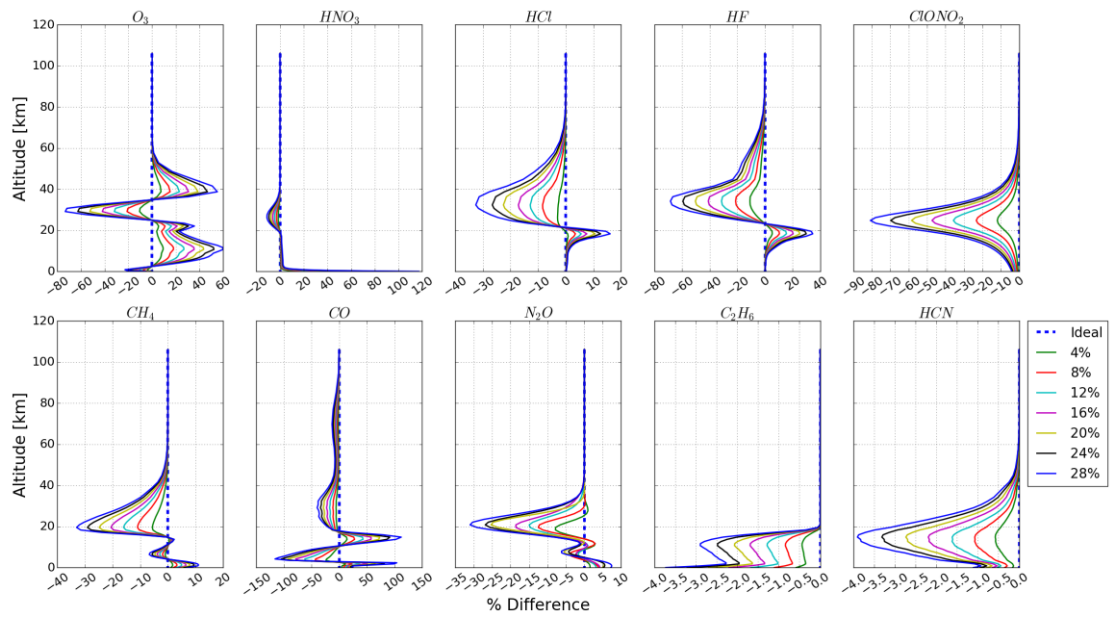 O₃ HNO₃ HCl HF ClONO₂
120
100
80
60
40
20
0
Altitude [km]
−80 −60 −40 −20 0 20 40 60
−20 0 20 40 60 80 100 120
−40 −30 −20 −10 0 10 20
−80 −60 −40 −20 0 20 40
−90 −80 −70 −60 −50 −40 −30 −20 −10 0
CH₄ CO N₂O C₂H₆ HCN
120
100
80
60
40
20
0
Altitude [km]
−40 −30 −20 −10 0 10 20
−150 −100 −50 0 50 100 150
−35 −30 −25 −20 −15 −10 −5 0 5 10
−4.0 −3.5 −3.0 −2.5 −2.0 −1.5 −1.0 −0.5 0.0
−4.0 −3.5 −3.0 −2.5 −2.0 −1.5 −1.0 −0.5 0.0
% Difference
Ideal
4%
8%
12%
16%
20%
24%
28%